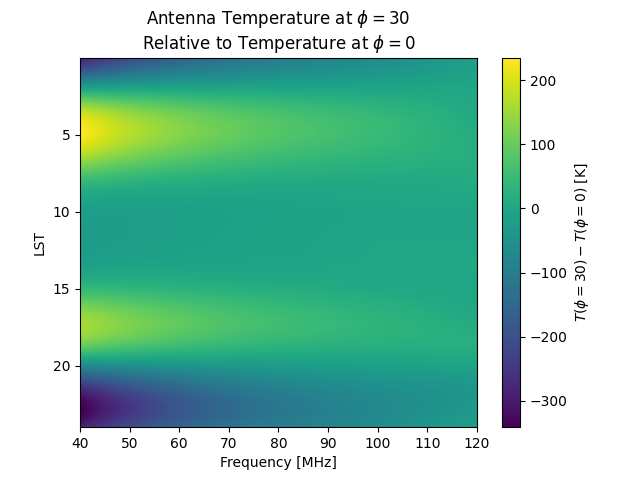 Antenna Temperature at ϕ = 30
Relative to Temperature at ϕ = 0
LST
5
10
15
20
40 50 60 70 80 90 100 110 120
Frequency [MHz]
200
100
0
−100
−200
−300
T(ϕ = 30) − T(ϕ = 0) [K]